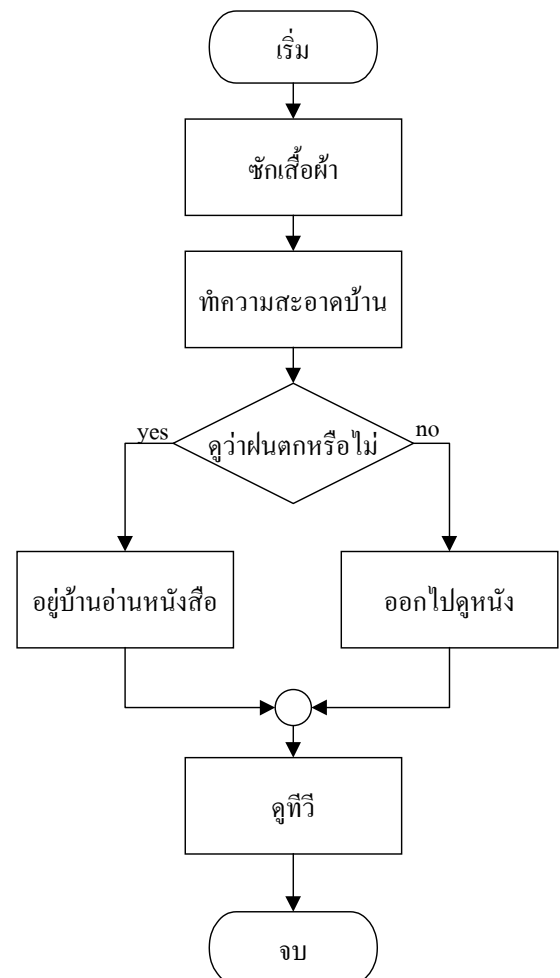 เริ่ม
ซักเสื้อผ้า
ทำความสะอาดบ้าน
yes
ดูว่าฝนตกหรือไม่
no
อยู่บ้านอ่านหนังสือ
ออกไปดูหนัง
ดูทีวี
จบ